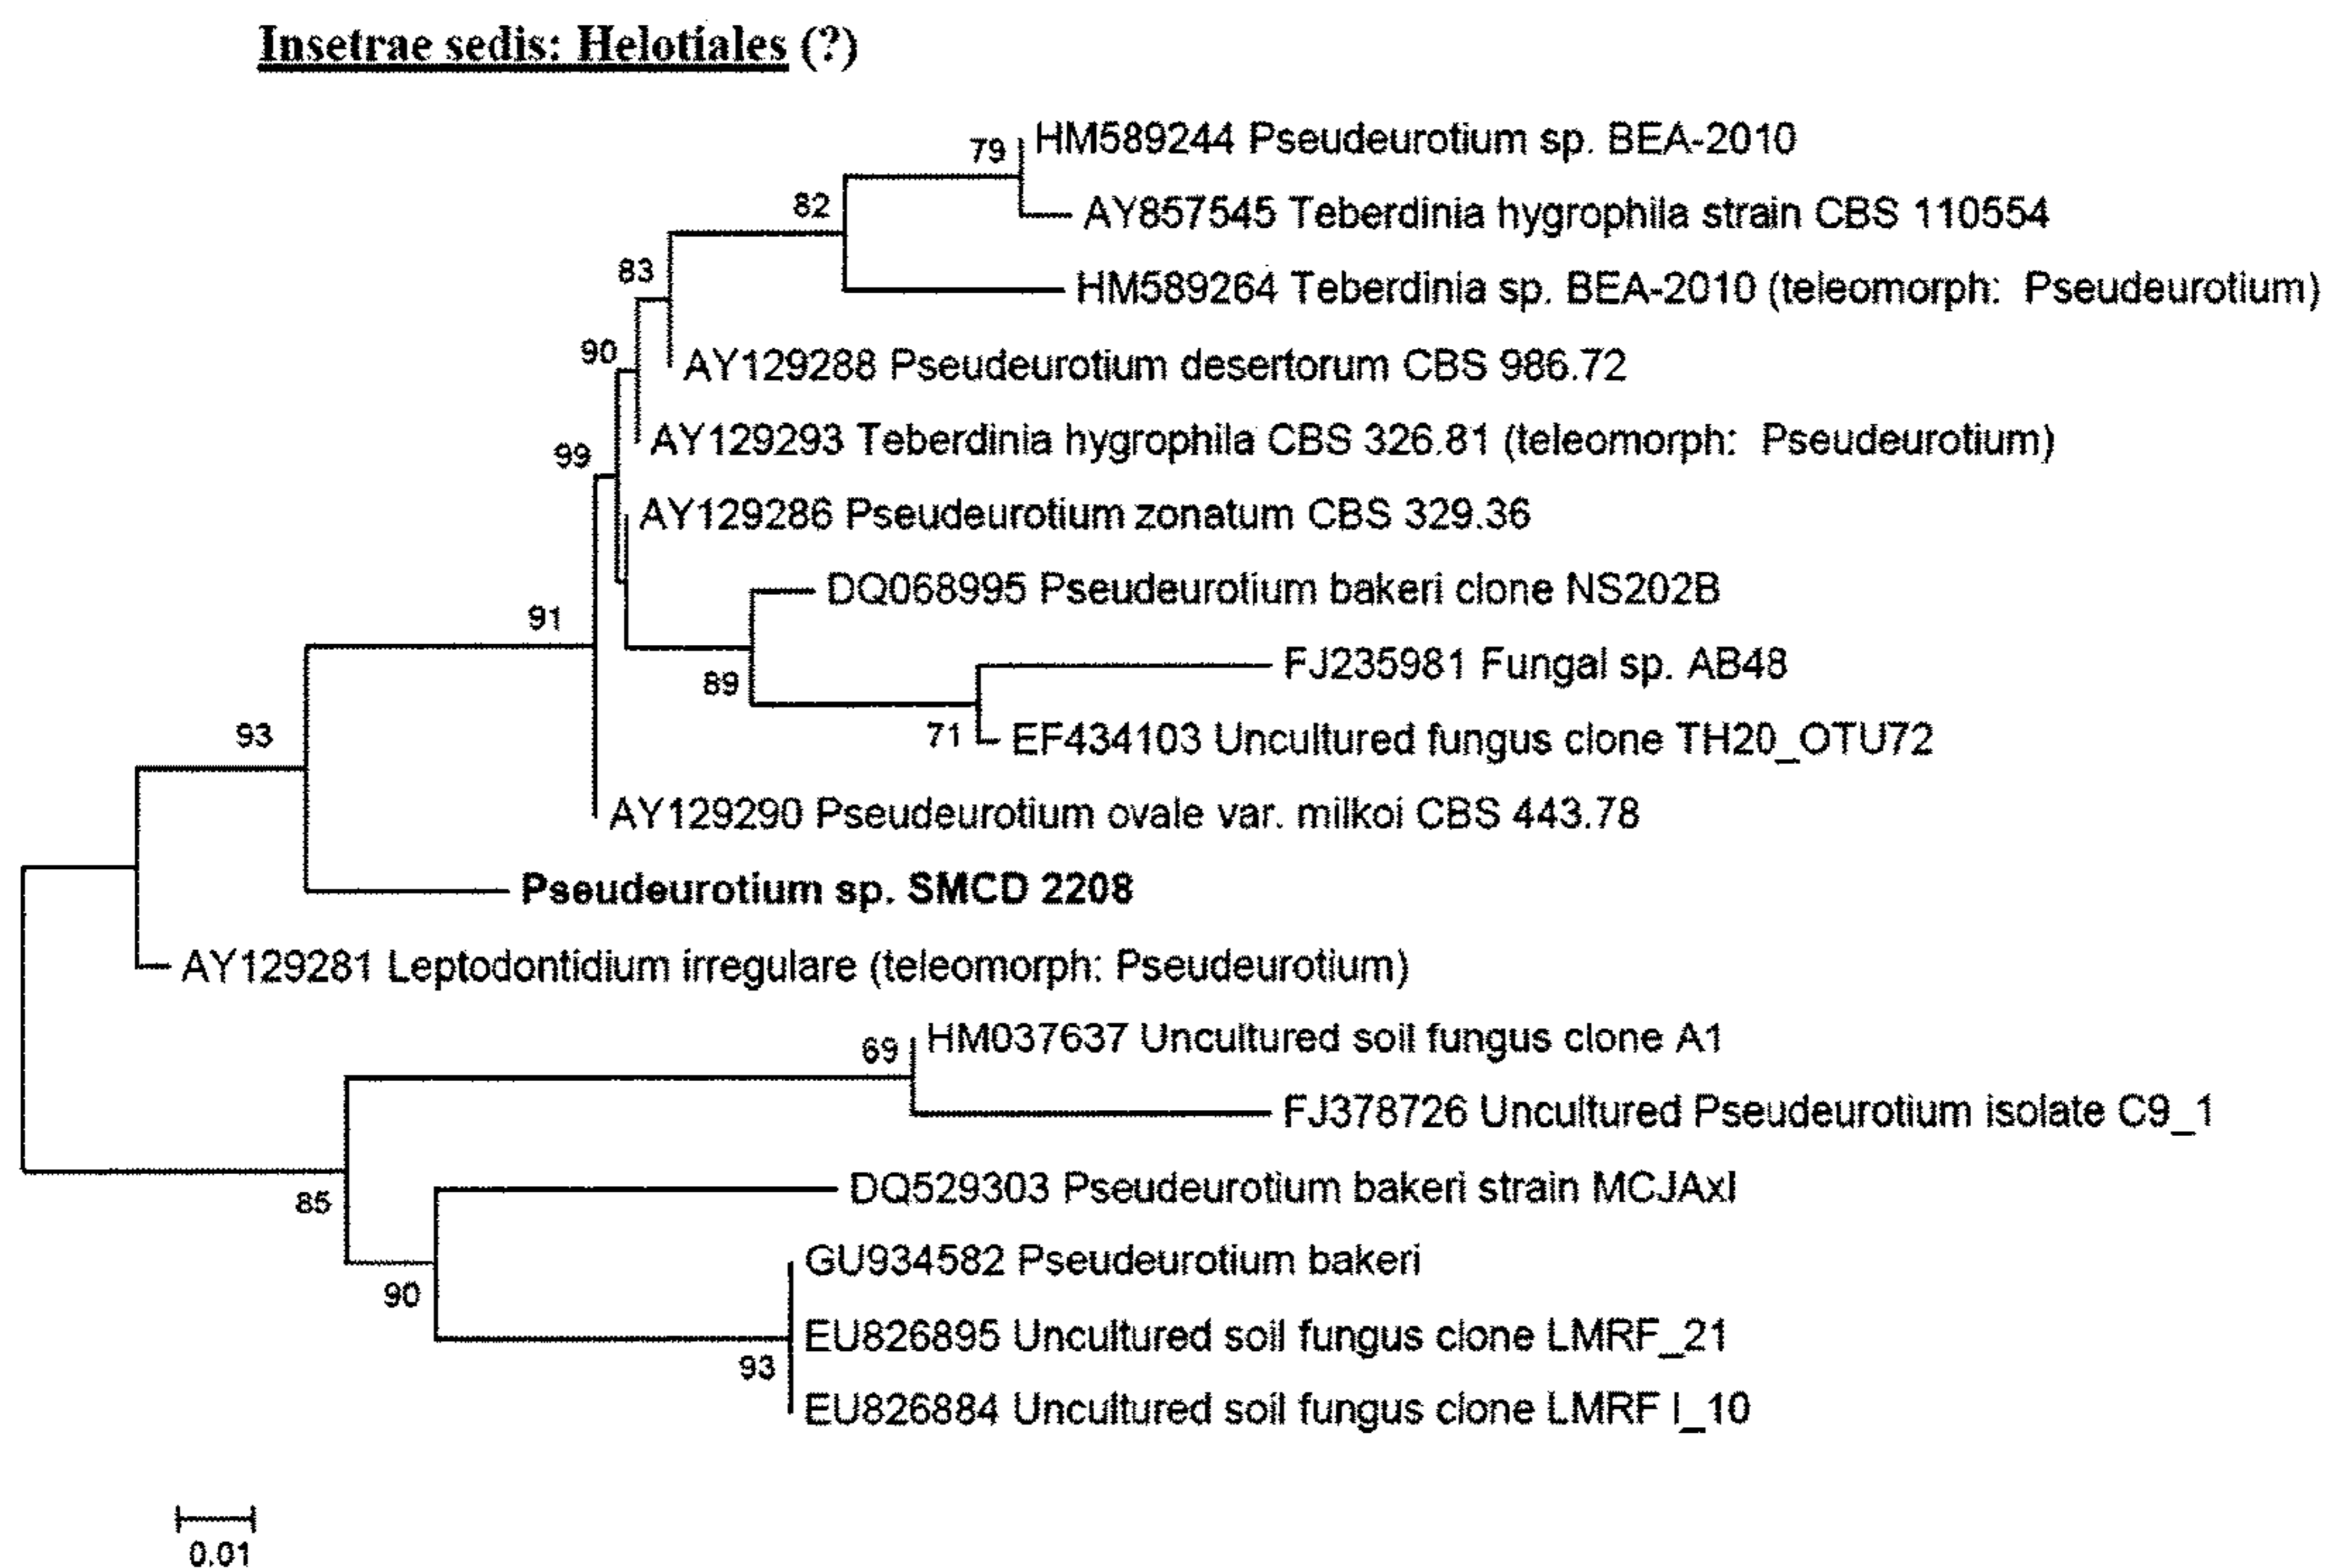 Insetrae sedis: Helotiales (?)
79
HM589244 Pseudeurotium sp. BEA-2010
82
AY857545 Teberdinia hygrophila strain CBS 110554
83
HM589264 Teberdinia sp. BEA-2010 (teleomorph: Pseudeurotium)
90
AY129288 Pseudeurotium desertorum CBS 986.72
99
AY129293 Teberdinia hygrophila CBS 326.81 (teleomorph: Pseudeurotium)
AY129286 Pseudeurotium zonatum CBS 329.36
91
DQ068995 Pseudeurotium bakeri clone NS202B
89
FJ235981 Fungal sp. AB48
93
71
EF434103 Uncultured fungus clone TH20_OTU72
AY129290 Pseudeurotium ovale var. milkoi CBS 443.78
Pseudeurotium sp. SMCD 2208
AY129281 Leptodontidium irregulare (teleomorph: Pseudeurotium)
69
HM037637 Uncultured soil fungus clone A1
FJ378726 Uncultured Pseudeurotium isolate C9_1
85
DQ529303 Pseudeurotium bakeri strain MCJAxI
90
GU934582 Pseudeurotium bakeri
EU826895 Uncultured soil fungus clone LMRF_21
93
EU826884 Uncultured soil fungus clone LMRF I_10
0.01